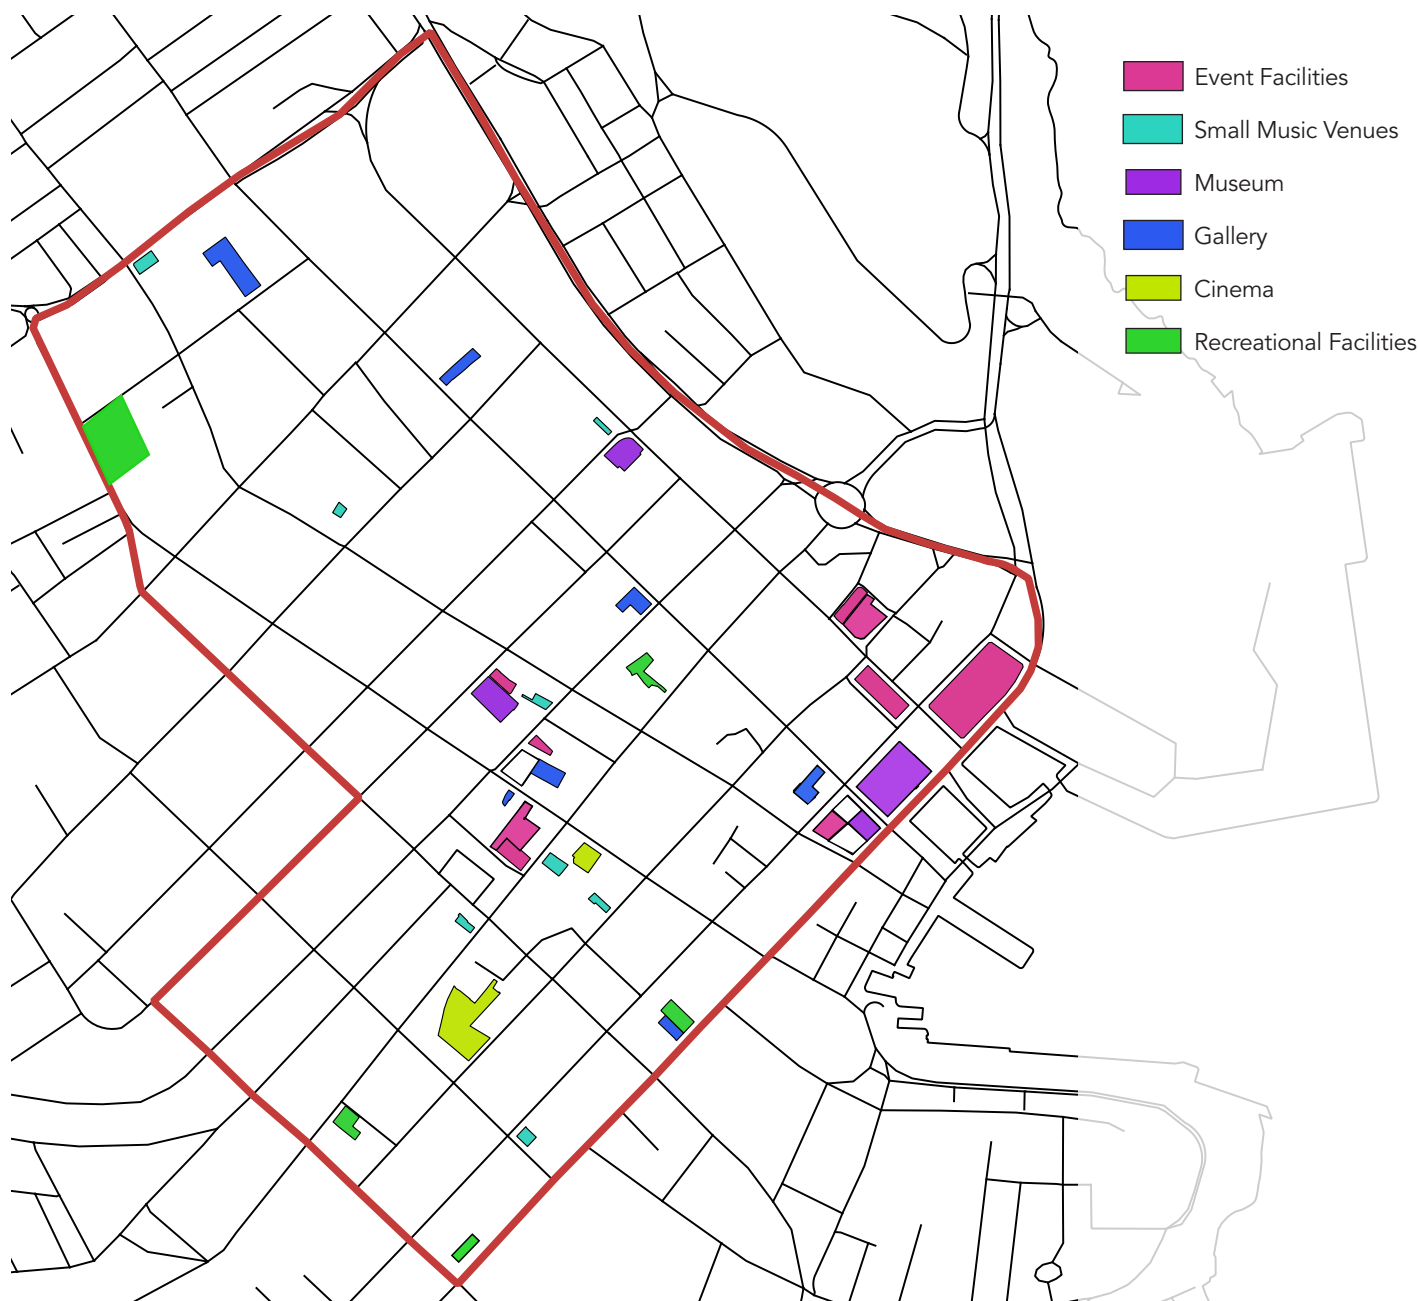 Event Facilities
Small Music Venues
Museum
Gallery
Cinema
Recreational Facilities